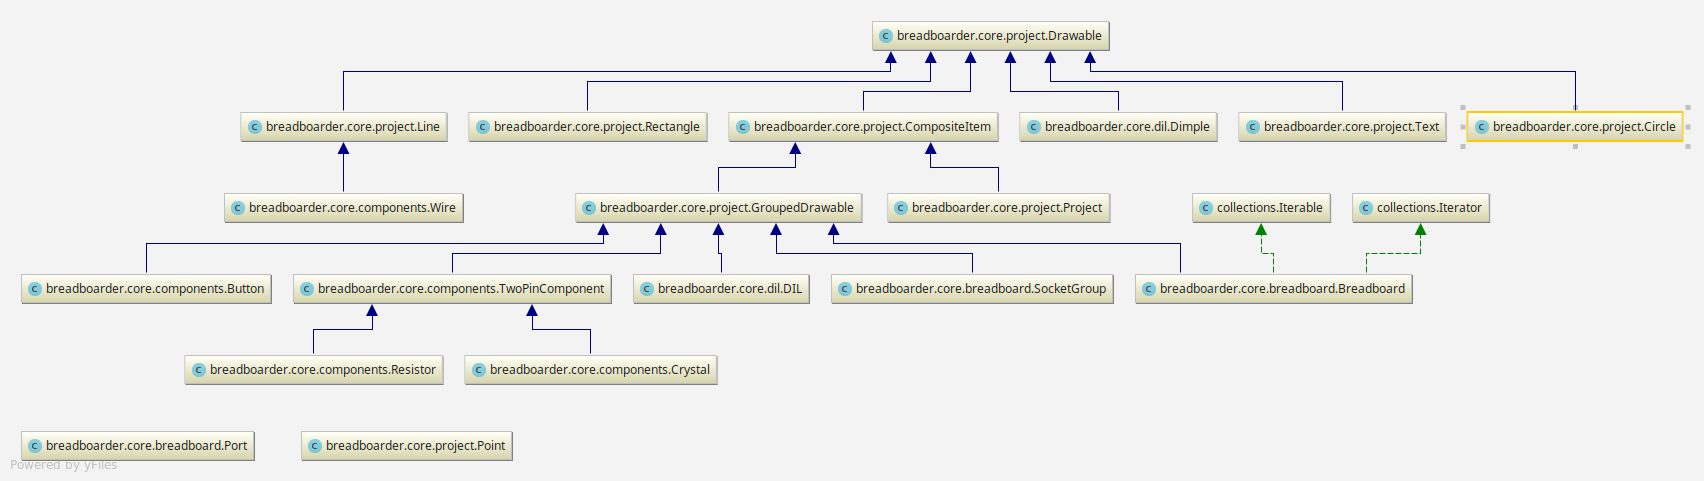 C breadboarder.core.project.Drawable
C breadboarder.core.project.Line
C breadboarder.core.project.Rectangle
C breadboarder.core.project.CompositeItem
C breadboarder.core.dil.Dimple
C breadboarder.core.project.Text
C breadboarder.core.project.Circle
C breadboarder.core.components.Wire
C breadboarder.core.project.GroupedDrawable
C breadboarder.core.project.Project
C collections.Iterable
C collections.Iterator
C breadboarder.core.components.Button
C breadboarder.core.components.TwoPinComponent
C breadboarder.core.dil.DIL
C breadboarder.core.breadboard.SocketGroup
C breadboarder.core.breadboard.Breadboard
C breadboarder.core.components.Resistor
C breadboarder.core.components.Crystal
C breadboarder.core.breadboard.Port
C breadboarder.core.project.Point
Powered by yFiles